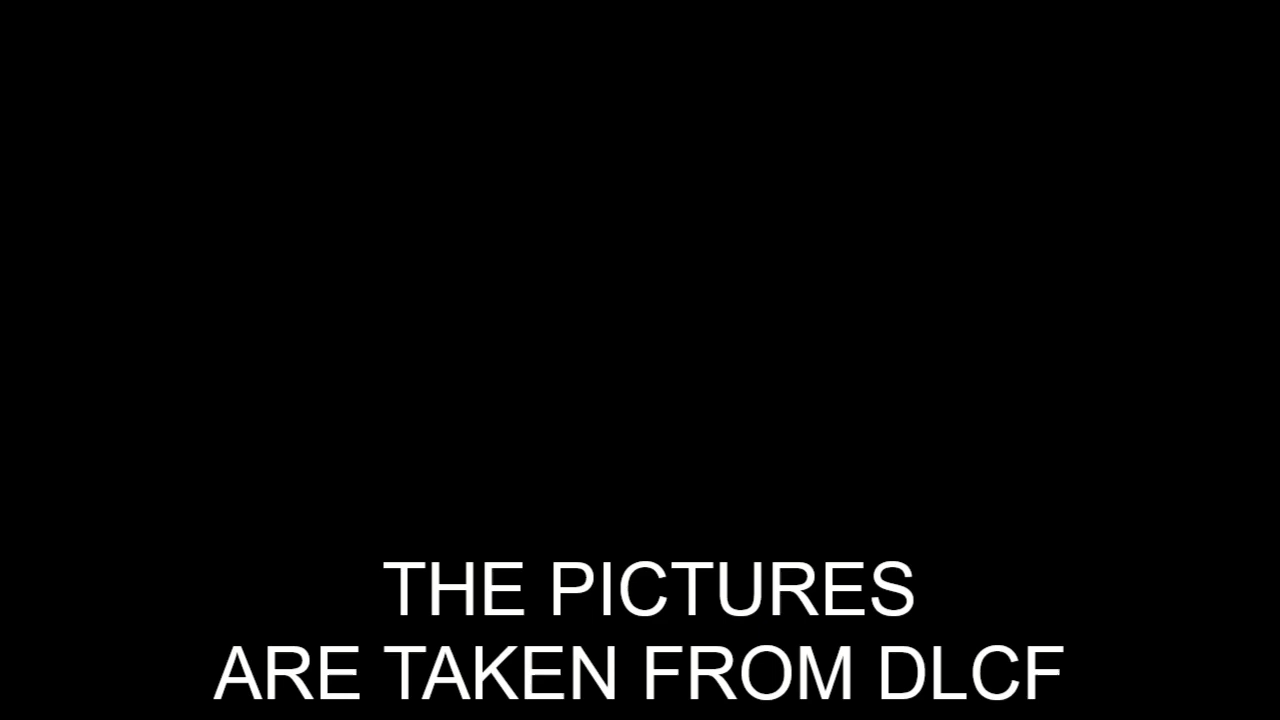 THE PICTURES
ARE TAKEN FROM DLCF